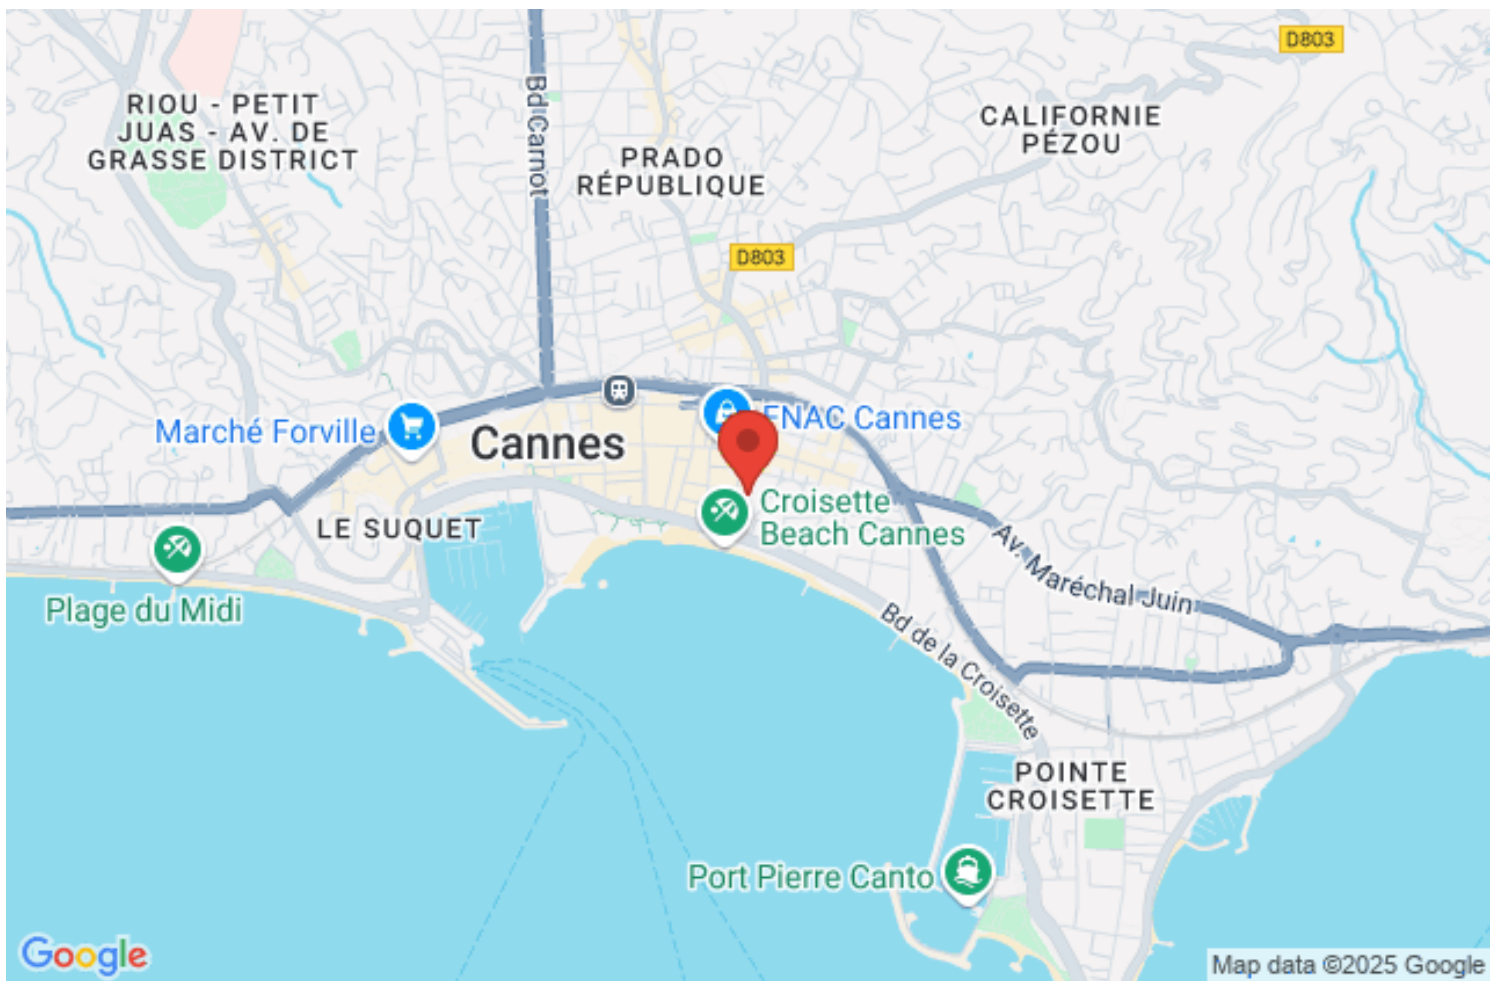 D803
RIOU - PETIT
JUAS - AV. DE
GRASSE DISTRICT
Bd Carnot
CALIFORNIE
PÉZOU
PRADO
RÉPUBLIQUE
D803
Marché Forville
Cannes
FNAC Cannes
Croisette
Beach Cannes
LE SUQUET
Av. Maréchal Juin
Plage du Midi
Bd de la Croisette
POINTE
CROISETTE
Port Pierre Canto
Google
Map data ©2025 Google